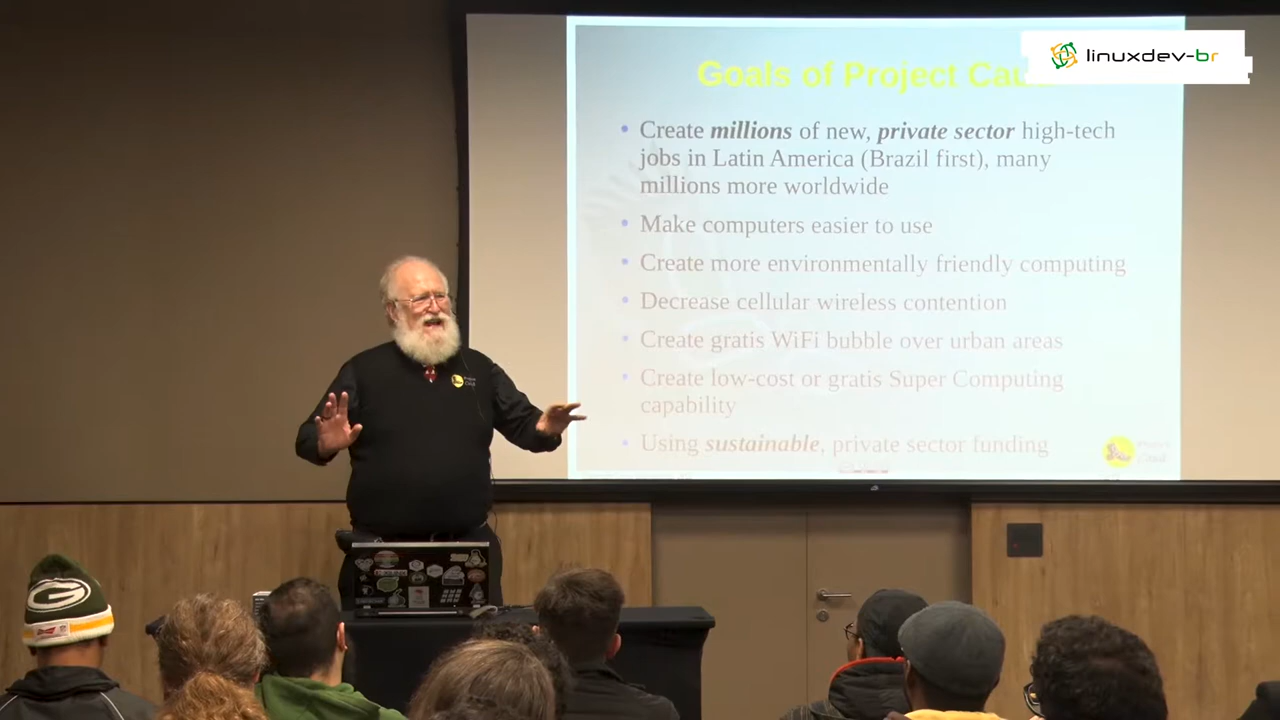 linuxdev-br
Goals of Project Cau
• Create millions of new, private sector high-tech
jobs in Latin America (Brazil first), many
millions more worldwide
• Make computers easier to use
• Create more environmentally friendly computing
• Decrease cellular wireless contention
• Create gratis WiFi bubble over urban areas
• Create low-cost or gratis Super Computing
capability
• Using sustainable, private sector funding
G